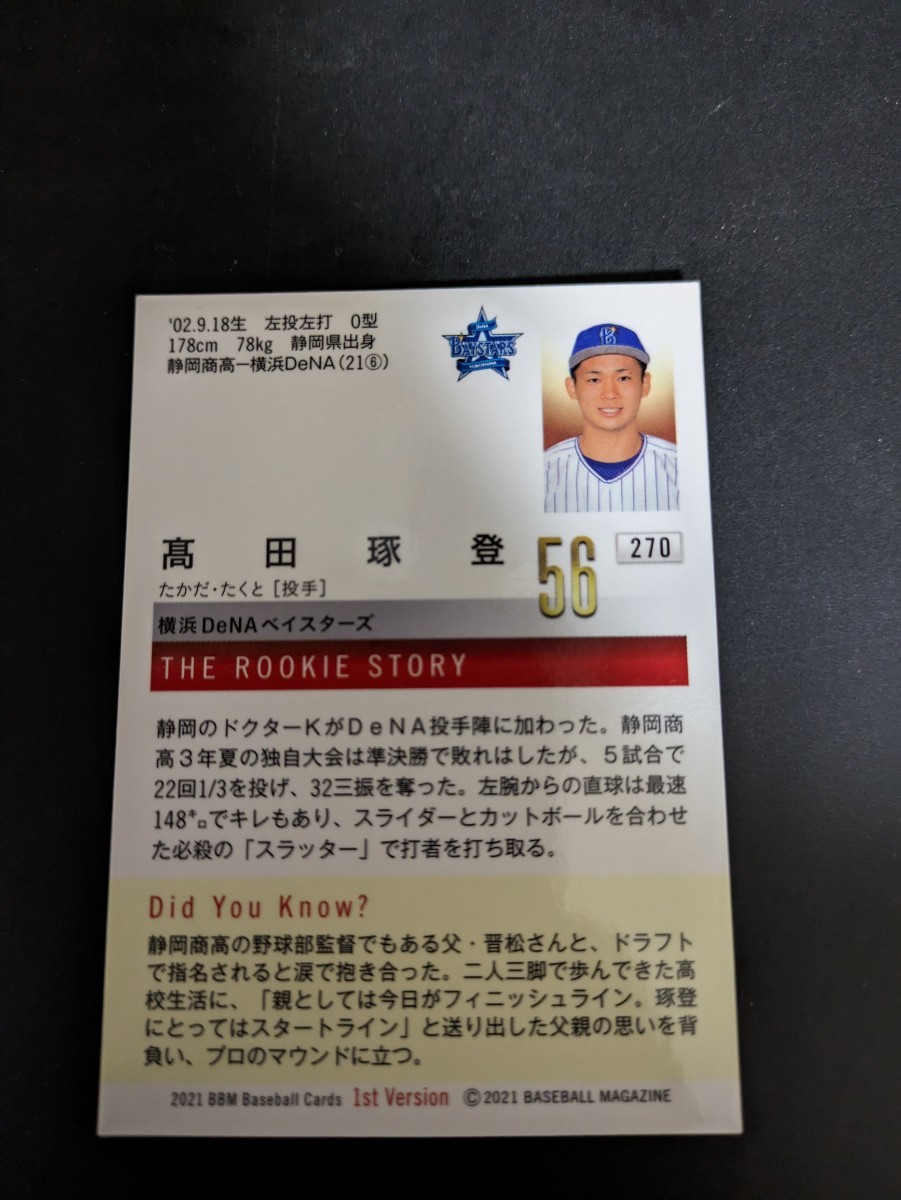 '02.9.18生 左投左打 O型
178cm 78kg 静岡県出身
静岡商高ー横浜DeNA(21⑥)
DeNA
BAYSTARS
YOKOHAMA
B
髙田琢登
56
270
たかだ・たくと［投手］
横浜DeNAベイスターズ
THE ROOKIE STORY
静岡のドクターKがDeNA投手陣に加わった。静岡商
高3年夏の独自大会は準決勝で敗れはしたが、5試合で
22回1/3を投げ、32三振を奪った。左腕からの直球は最速
148㌔でキレもあり、スライダーとカットボールを合わせ
た必殺の「スラッター」で打者を打ち取る。
Did You Know?
静岡商高の野球部監督でもある父・晋松さんと、ドラフト
で指名されると涙で抱き合った。二人三脚で歩んできた高
校生活に、「親としては今日がフィニッシュライン。琢登
にとってはスタートライン」と送り出した父親の思いを背
負い、プロのマウンドに立つ。
2021 BBM Baseball Cards 1st Version ©2021 BASEBALL MAGAZINE